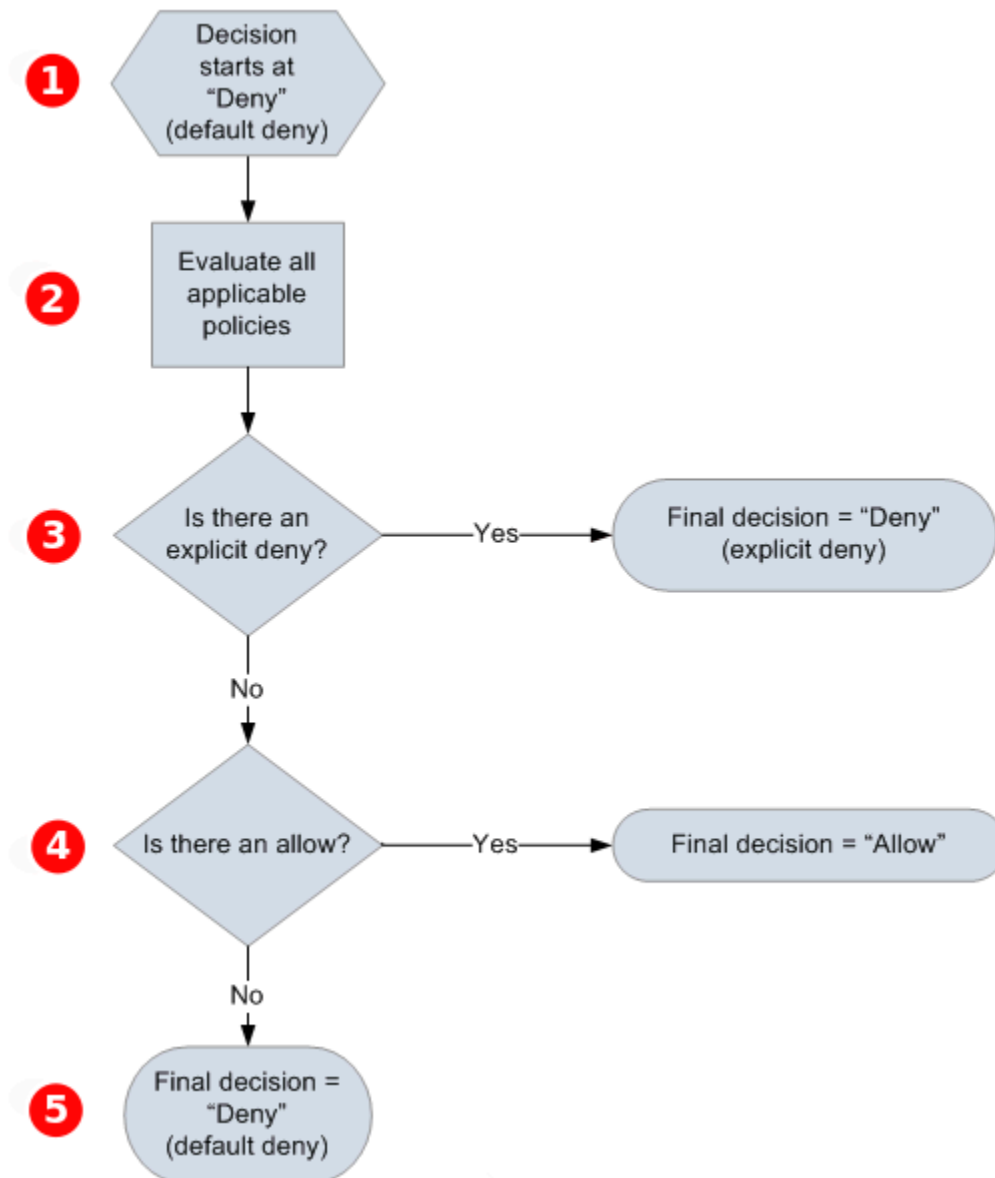 1
Decision
starts at
“Deny”
(default deny)
2
Evaluate all
applicable
policies
3
Is there an
explicit deny?
Yes
Final decision = “Deny”
(explicit deny)
No
4
Is there an allow?
Yes
Final decision = “Allow”
No
5
Final decision =
“Deny”
(default deny)